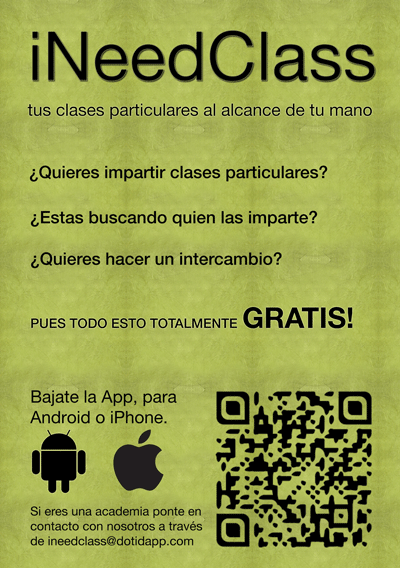 iNeedClass
tus clases particulares al alcance de tu mano
¿Quieres impartir clases particulares?
¿Estas buscando quien las imparte?
¿Quieres hacer un intercambio?
PUES TODO ESTO TOTALMENTE GRATIS!
Bajate la App, para
Android o iPhone.
Si eres una academia ponte en
contacto con nosotros a través
de ineedclass@dotidapp.com